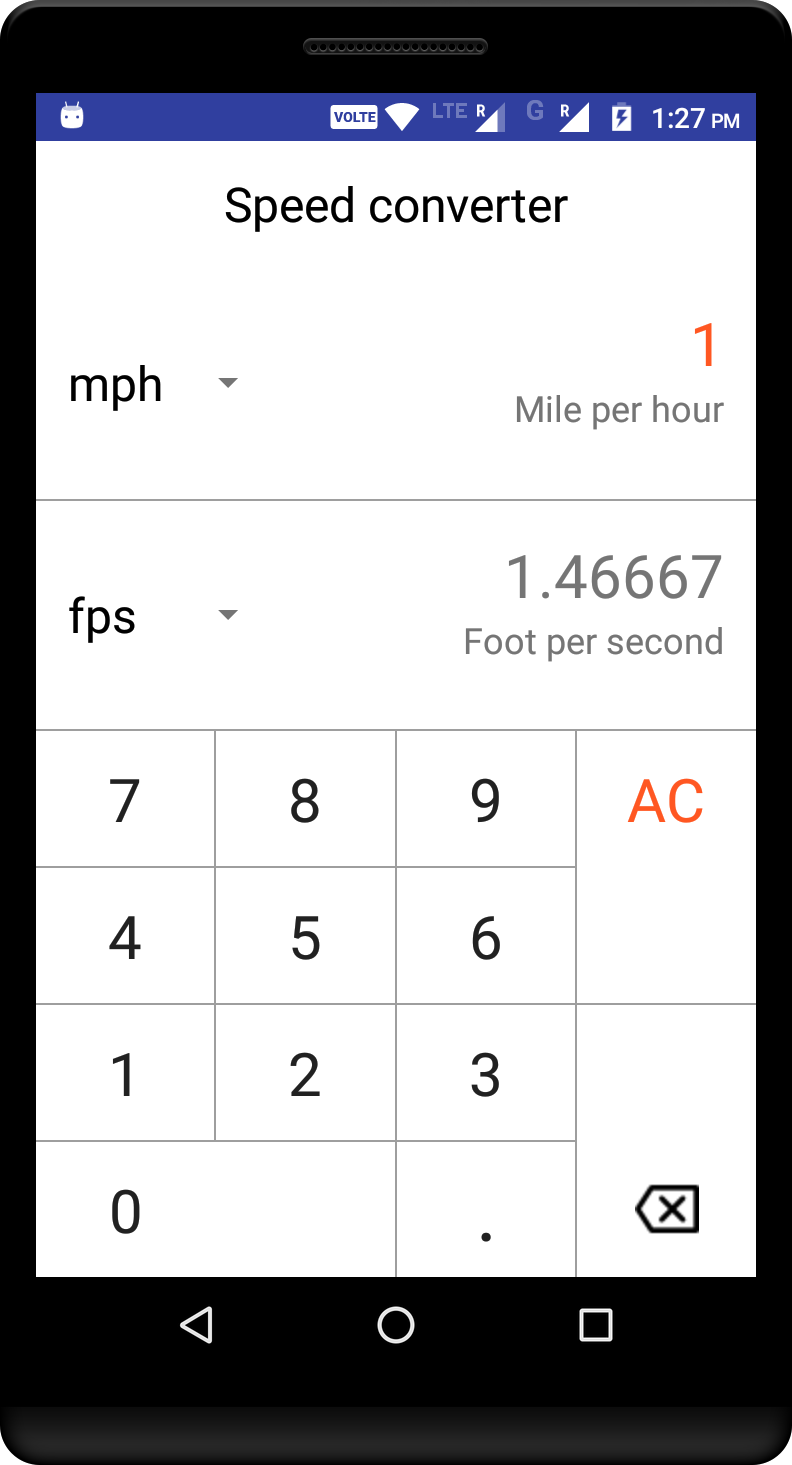 VOLTE LTE R G R 1:27 PM
Speed converter
mph
1
Mile per hour
fps
1.46667
Foot per second
7 8 9 AC
4 5 6
1 2 3
0 .